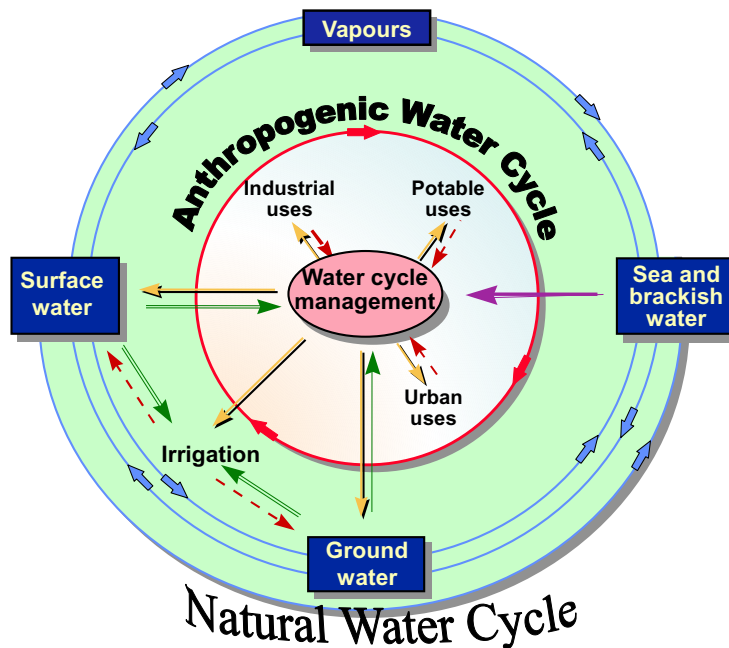 Vapours
Anthropogenic Water Cycle
Industrial
uses
Potable
uses
Surface
water
Water cycle
management
Sea and
brackish
water
Urban
uses
Irrigation
Ground
water
Natural Water Cycle